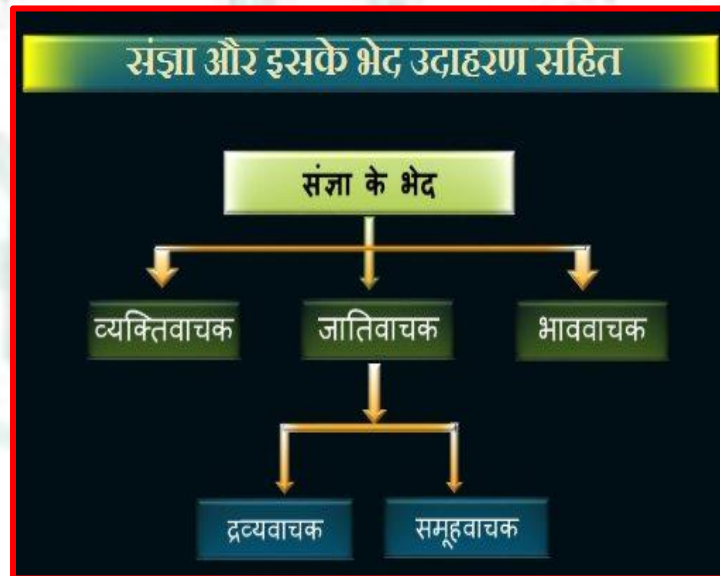 संज्ञा और इसके भेद उदाहरण सहित
संज्ञा के भेद
व्यक्तिवाचक
जातिवाचक
भाववाचक
द्रव्यवाचक
समूहवाचक